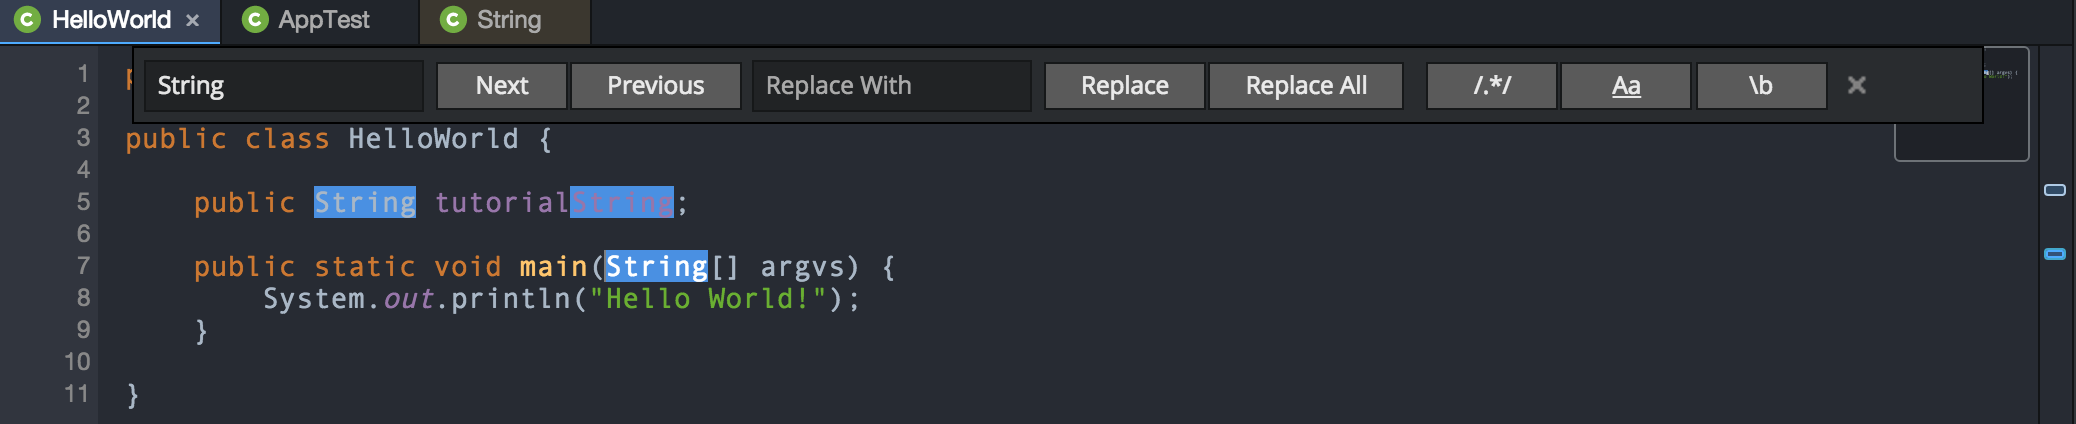 HelloWorld × AppTest String
String Next Previous Replace With Replace Replace All /.*/ Aa \b ×
1 p
2
3 public class HelloWorld {
4
5 public String tutorialString;
6
7 public static void main(String[] argvs) {
8 System.out.println("Hello World!");
9 }
10
11 }